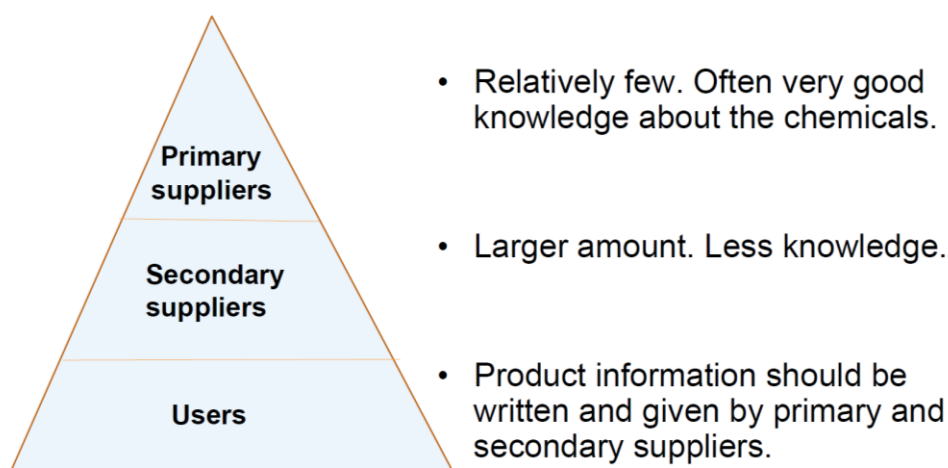 • Relatively few. Often very good
knowledge about the chemicals.
Primary
suppliers
• Larger amount. Less knowledge.
Secondary
suppliers
• Product information should be
written and given by primary and
secondary suppliers.
Users